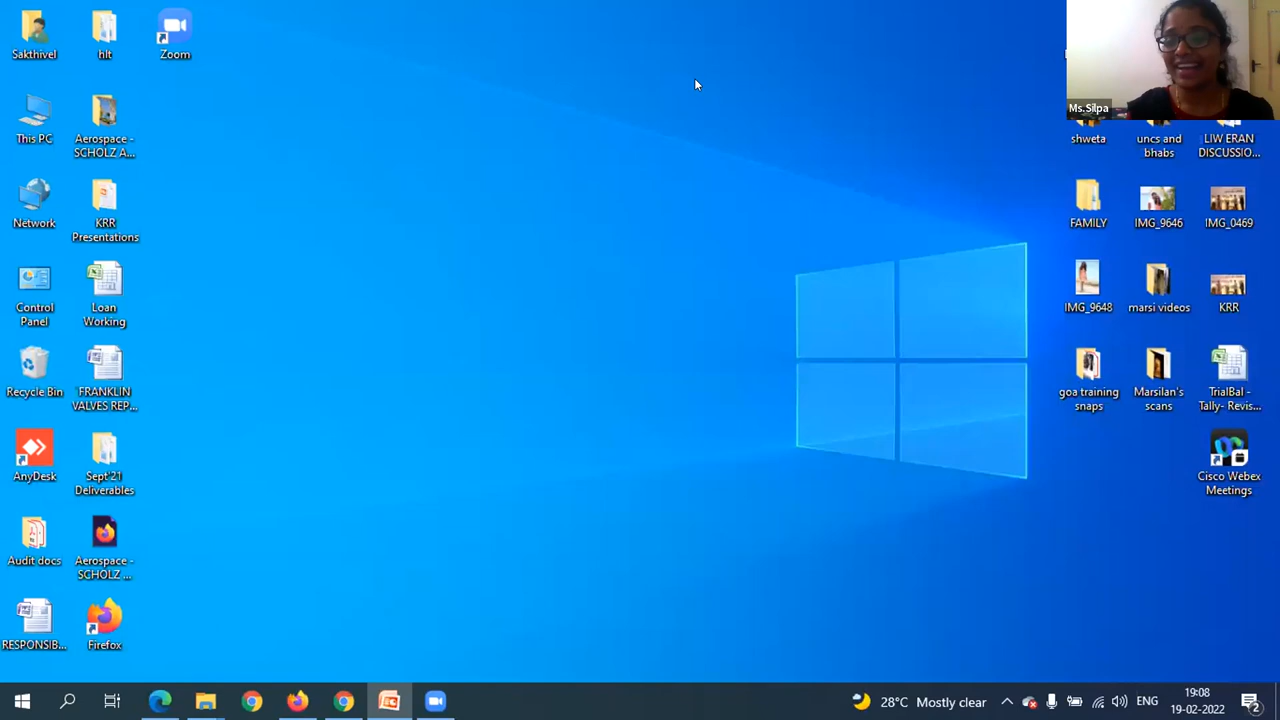 Sakthivel
hlt
Zoom
This PC
Aerospace -
SCHOLZ A...
Network
KRR
Presentations
Control
Panel
Loan
Working
Recycle Bin
FRANKLIN
VALVES REP...
AnyDesk
Sept'21
Deliverables
Audit docs
Aerospace -
SCHOLZ ...
RESPONSIB...
Firefox
Ms.Silpa
shweta
uncs and
bhabs
LIW ERAN
DISCUSSIO...
FAMILY
IMG_9646
IMG_0469
IMG_9648
marsi videos
KRR
goa training
snaps
Marsilan's
scans
TrialBal -
Tally- Revis...
Cisco Webex
Meetings
28°C Mostly clear
ENG
19:08
19-02-2022
2